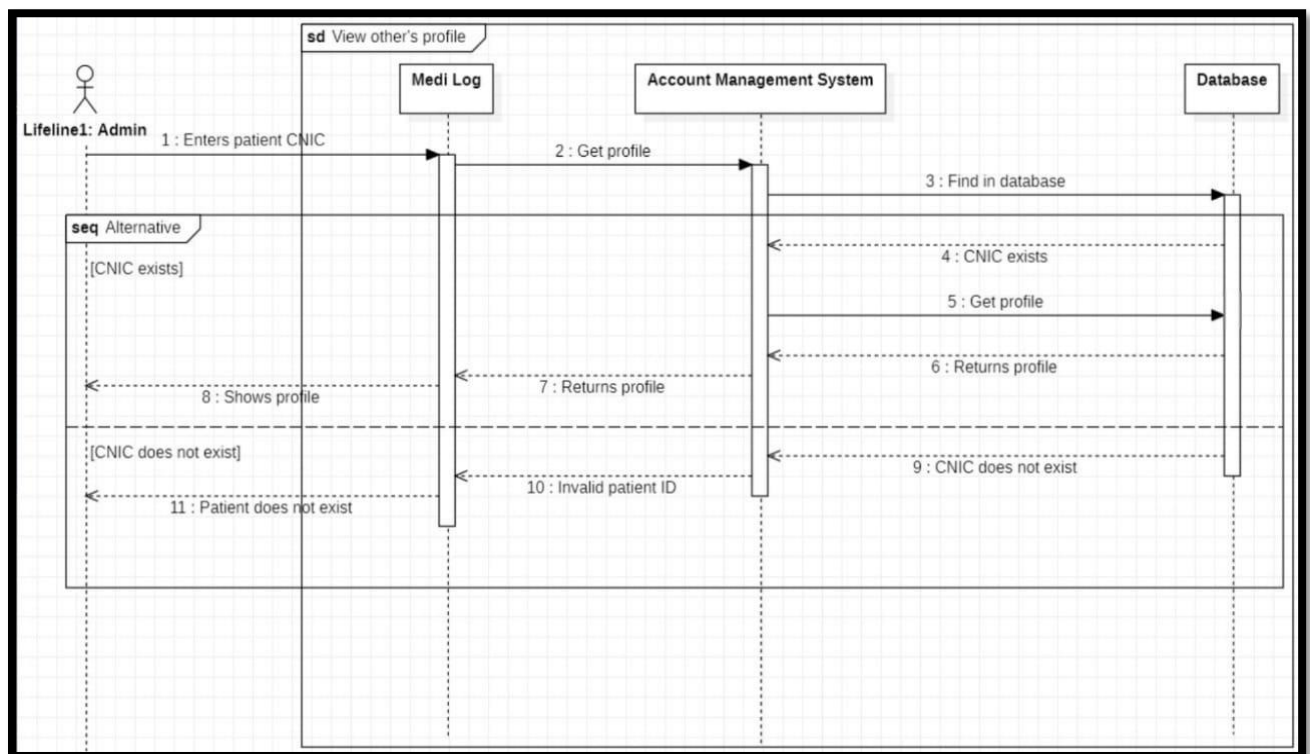 sd View other's profile
Medi Log
Account Management System
Database
Lifeline1: Admin
1 : Enters patient CNIC
2 : Get profile
3 : Find in database
seq Alternative
[CNIC exists]
4 : CNIC exists
5 : Get profile
6 : Returns profile
7 : Returns profile
8 : Shows profile
[CNIC does not exist]
9 : CNIC does not exist
10 : Invalid patient ID
11 : Patient does not exist